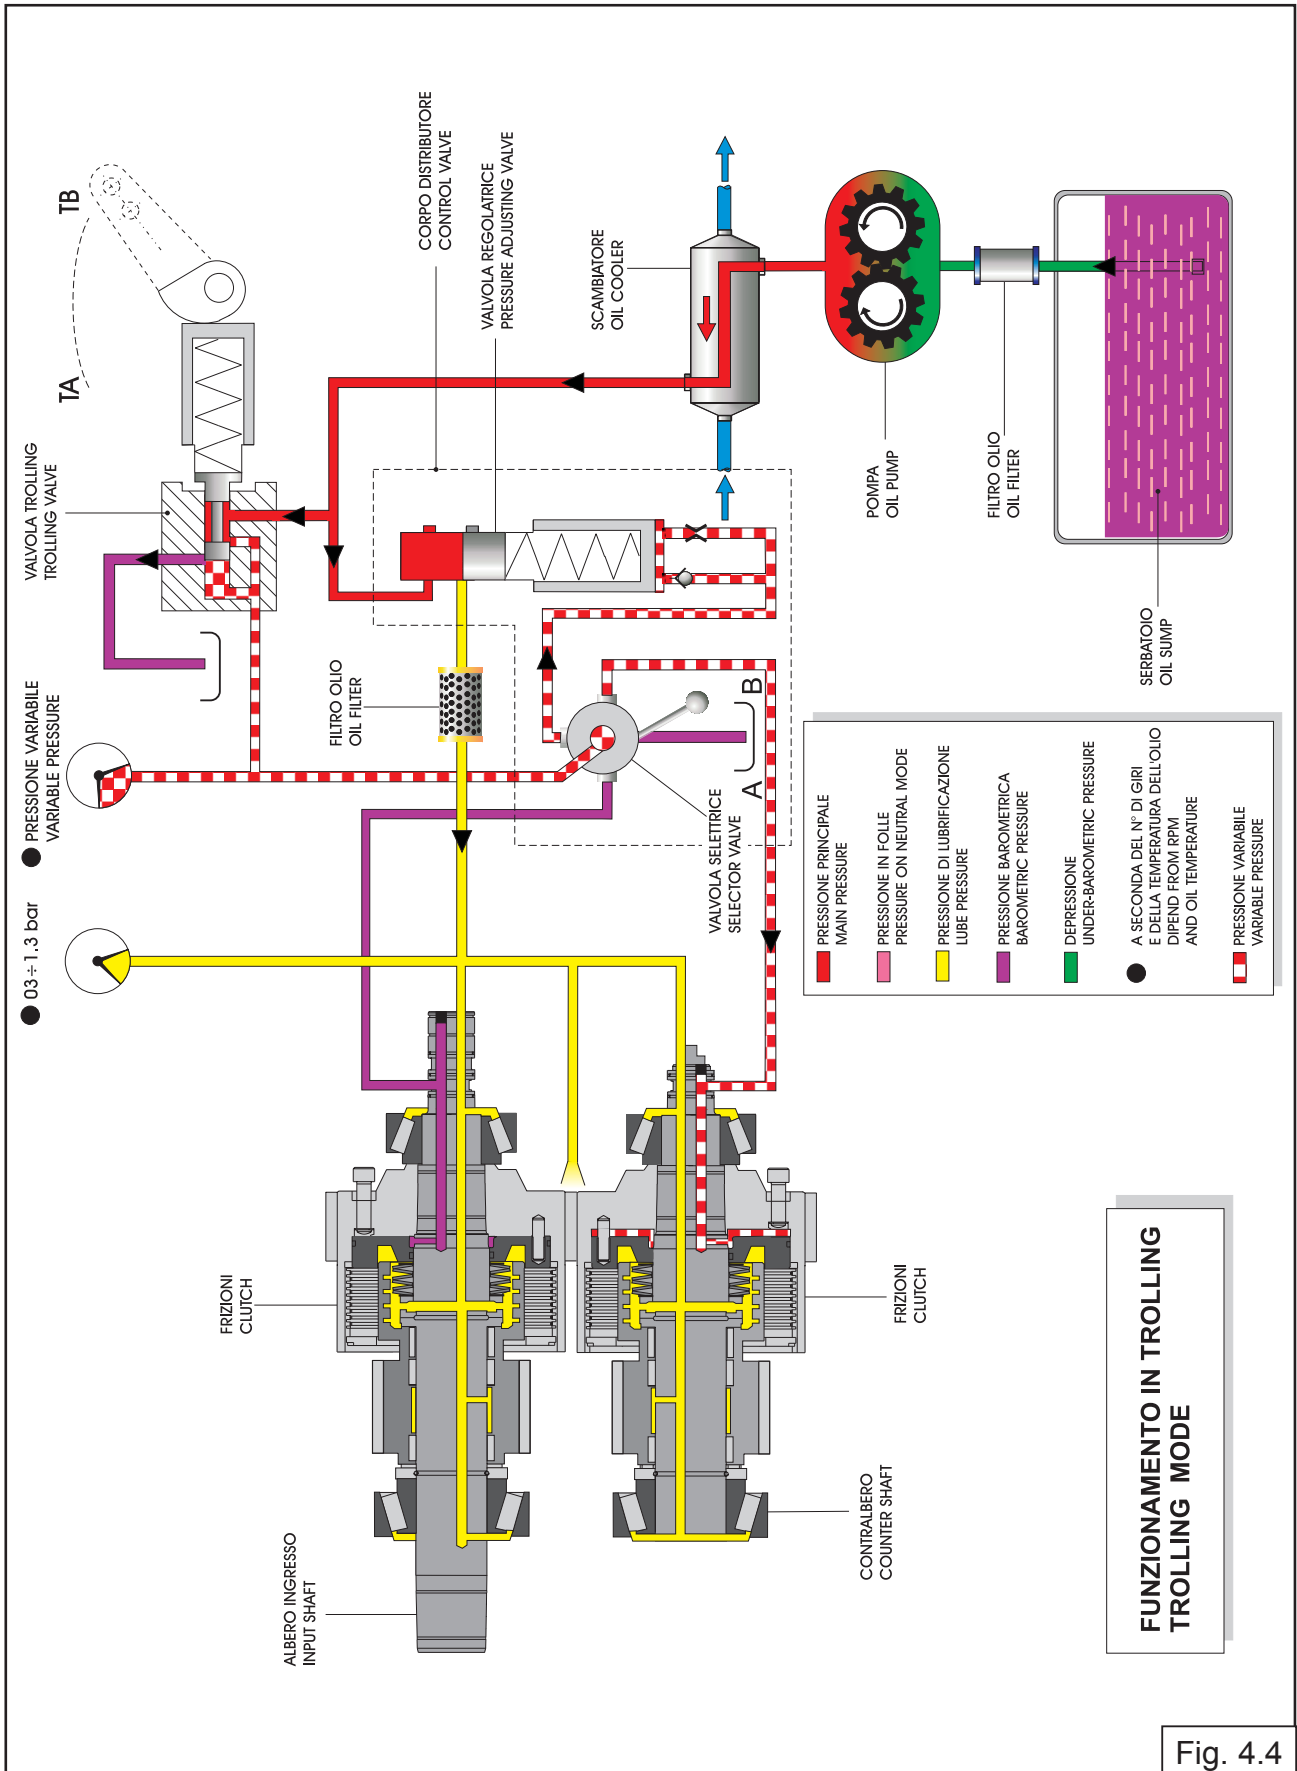 VALVOLA TROLLING
TROLLING VALVE
TA
TB
CORPO DISTRIBUTORE
CONTROL VALVE
VALVOLA REGOLATRICE
PRESSURE ADJUSTING VALVE
SCAMBIATORE
OIL COOLER
POMPA
OIL PUMP
FILTRO OLIO
OIL FILTER
SERBATOIO
OIL SUMP
● 03÷1.3 bar
● PRESSIONE VARIABILE
VARIABLE PRESSURE
FILTRO OLIO
OIL FILTER
A
B
VALVOLA SELETTRICE
SELECTOR VALVE
FRIZIONI
CLUTCH
FRIZIONI
CLUTCH
ALBERO INGRESSO
INPUT SHAFT
CONTRALBERO
COUNTER SHAFT
PRESSIONE PRINCIPALE
MAIN PRESSURE
PRESSIONE IN FOLLE
PRESSURE ON NEUTRAL MODE
PRESSIONE DI LUBRIFICAZIONE
LUBE PRESSURE
PRESSIONE BAROMETRICA
BAROMETRIC PRESSURE
DEPRESSIONE
UNDER-BAROMETRIC PRESSURE
A SECONDA DEL N° DI GIRI
E DELLA TEMPERATURA DELL'OLIO
DIPEND FROM RPM
AND OIL TEMPERATURE
PRESSIONE VARIABILE
VARIABLE PRESSURE
FUNZIONAMENTO IN TROLLING
TROLLING MODE
Fig. 4.4